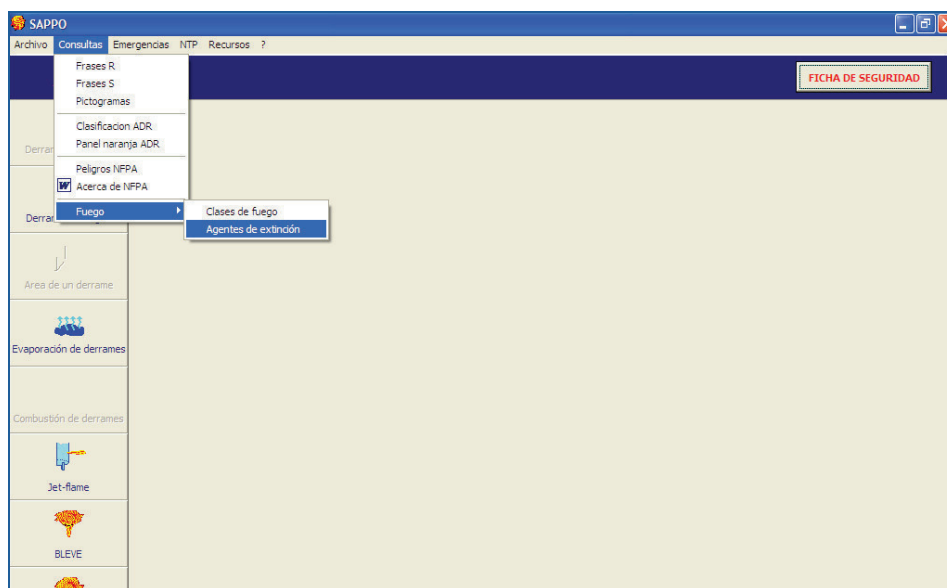 SAPPO
Archivo Consultas Emergencias NTP Recursos ?
FICHA DE SEGURIDAD
Frases R
Frases S
Pictogramas
Clasificacion ADR
Panel naranja ADR
Peligros NFPA
W Acerca de NFPA
Fuego
Clases de fuego
Agentes de extinción
Area de un derrame
Evaporación de derrames
Combustión de derrames
Jet-flame
BLEVE